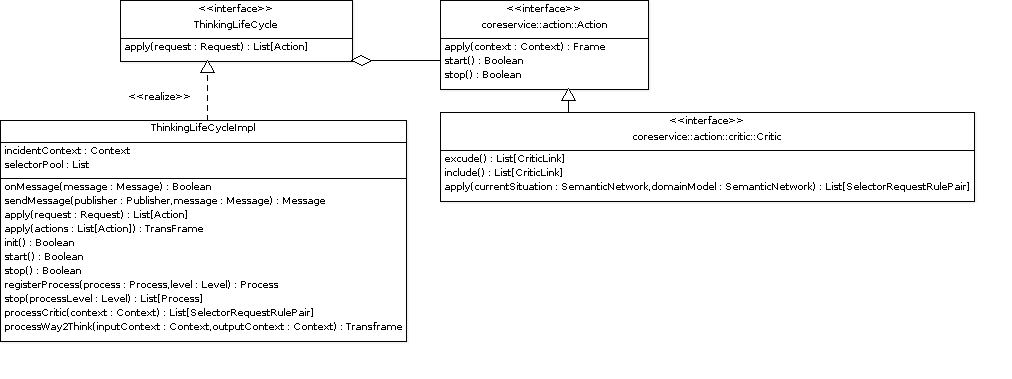 <<interface>>
ThinkingLifeCycle
apply(request : Request) : List[Action]
<<interface>>
coreservice::action::Action
apply(context : Context) : Frame
start() : Boolean
stop() : Boolean
<<realize>>
ThinkingLifeCycleImpl
incidentContext : Context
selectorPool : List
onMessage(message : Message) : Boolean
sendMessage(publisher : Publisher,message : Message) : Message
apply(request : Request) : List[Action]
apply(actions : List[Action]) : TransFrame
init() : Boolean
start() : Boolean
stop() : Boolean
registerProcess(process : Process,level : Level) : Process
stop(processLevel : Level) : List[Process]
processCritic(context : Context) : List[SelectorRequestRulePair]
processWay2Think(inputContext : Context,outputContext : Context) : Transframe
<<interface>>
coreservice::action::critic::Critic
excude() : List[CriticLink]
include() : List[CriticLink]
apply(currentSituation : SemanticNetwork,domainModel : SemanticNetwork) : List[SelectorRequestRulePair]